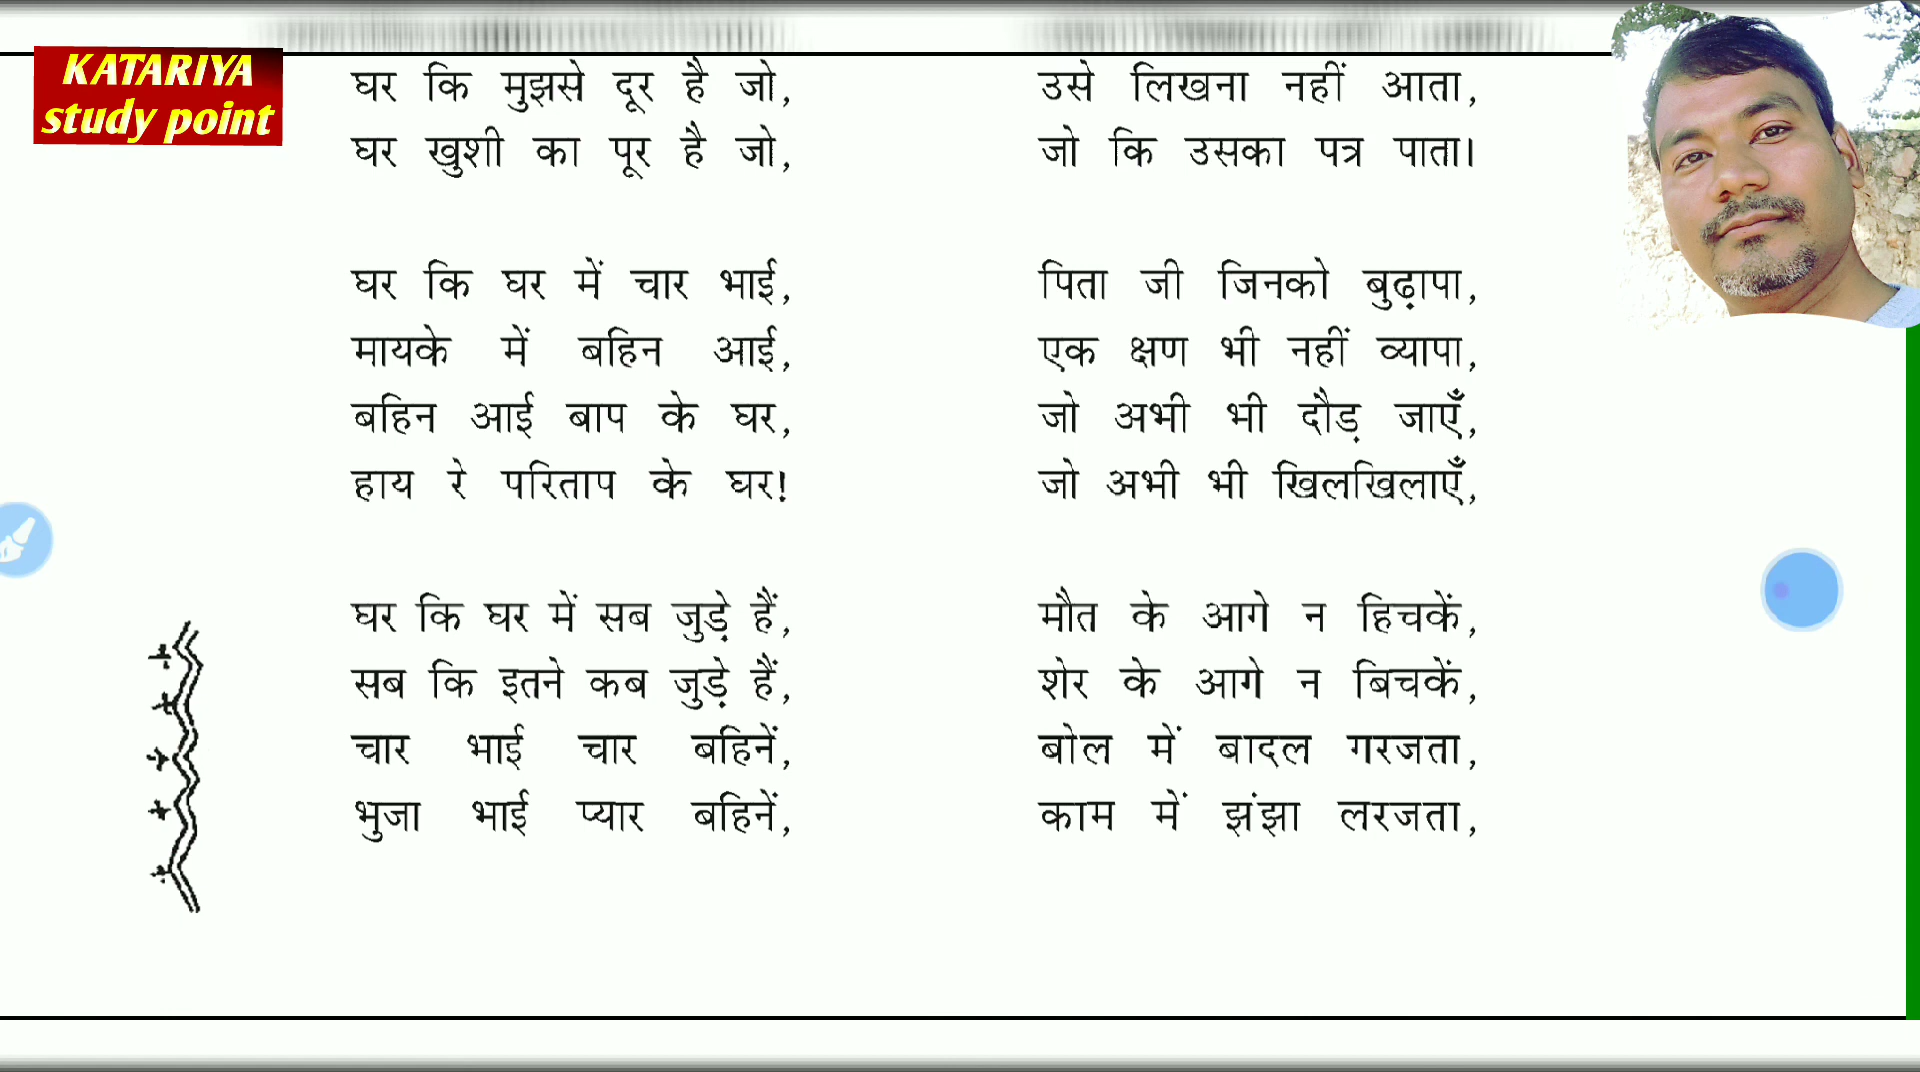 KATARIYA
study point
घर कि मुझसे दूर है जो,
घर खुशी का पूर है जो,
घर कि घर में चार भाई,
मायके में बहिन आई,
बहिन आई बाप के घर,
हाय रे परिताप के घर!
घर कि घर में सब जुड़े हैं,
सब कि इतने कब जुड़े हैं,
चार भाई चार बहिनें,
भुजा भाई प्यार बहिनें,
उसे लिखना नहीं आता,
जो कि उसका पत्र पाता।
पिता जी जिनको बुढ़ापा,
एक क्षण भी नहीं व्यापा,
जो अभी भी दौड़ जाएँ,
जो अभी भी खिलखिलाएँ,
मौत के आगे न हिचकें,
शेर के आगे न बिचकें,
बोल में बादल गरजता,
काम में झंझा लरजता,